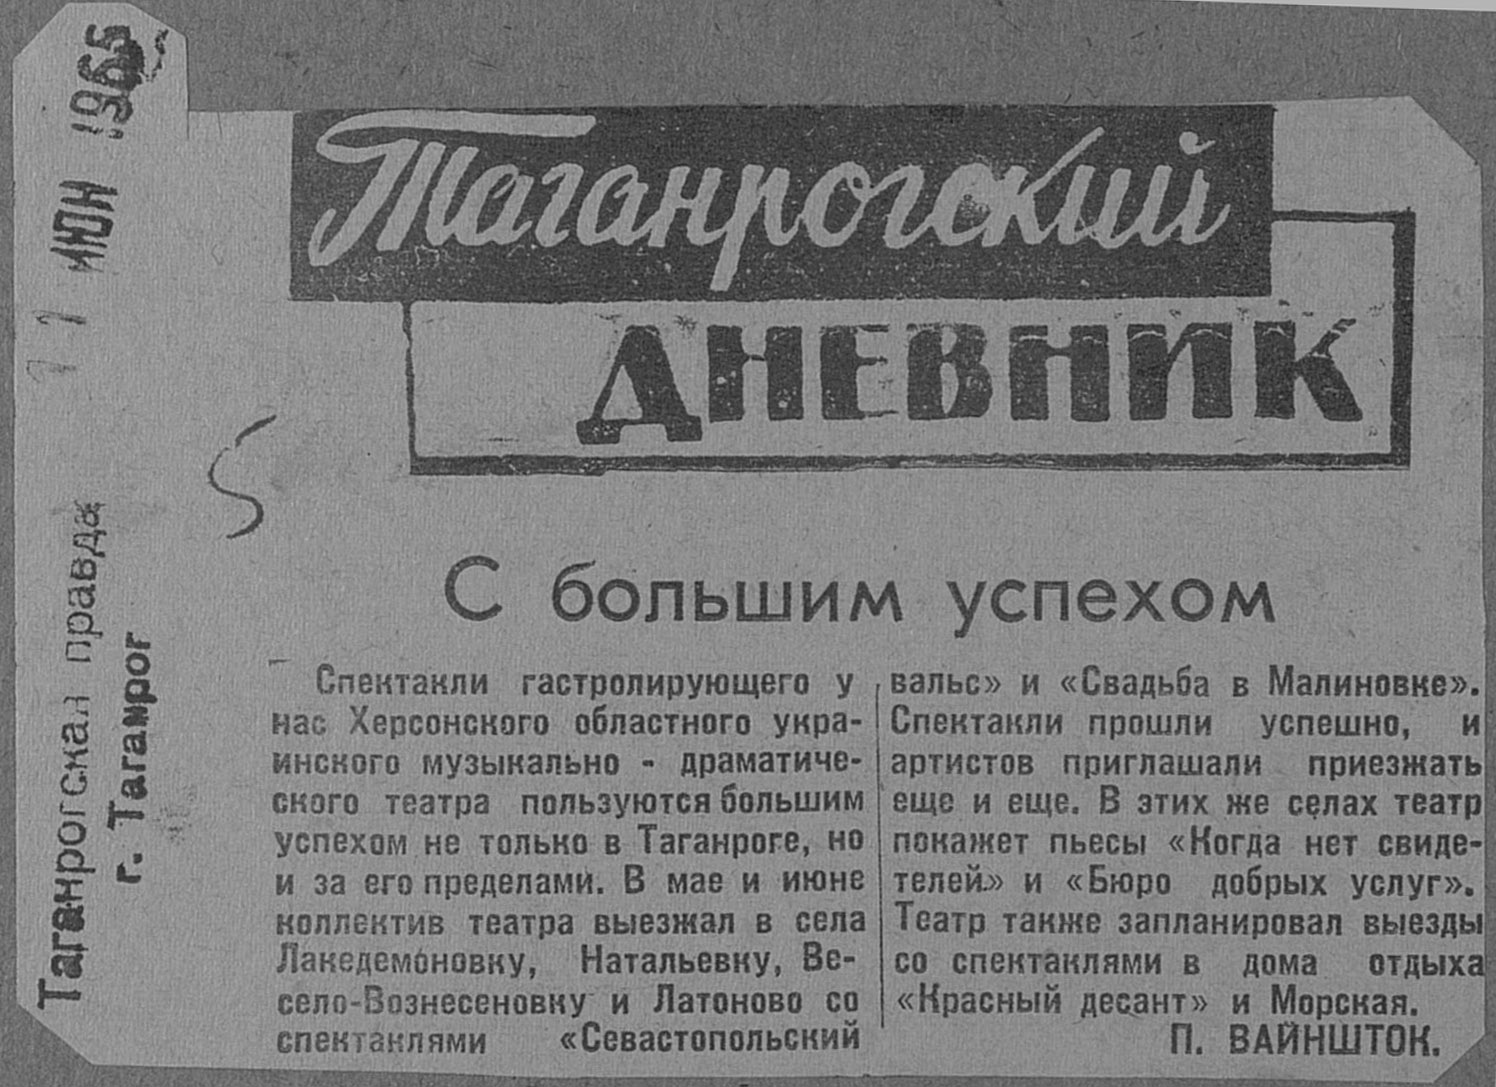 11 ИЮН 1965
Таганрогская правда
г. Таганрог
5
Таганрогский
ДНЕВНИК
С большим успехом
Спектакли гастролирующего у
нас Херсонского областного укра-
инского музыкально - драматиче-
ского театра пользуются большим
успехом не только в Таганроге, но
и за его пределами. В мае и июне
коллектив театра выезжал в села
Лакедемоновку, Натальевку, Ве-
село-Вознесеновку и Латоново со
спектаклями «Севастопольский
вальс» и «Свадьба в Малиновке».
Спектакли прошли успешно, и
артистов приглашали приезжать
еще и еще. В этих же селах театр
покажет пьесы «Когда нет свиде-
телей» и «Бюро добрых услуг».
Театр также запланировал выезды
со спектаклями в дома отдыха
«Красный десант» и Морская.
П. ВАЙНШТОК.